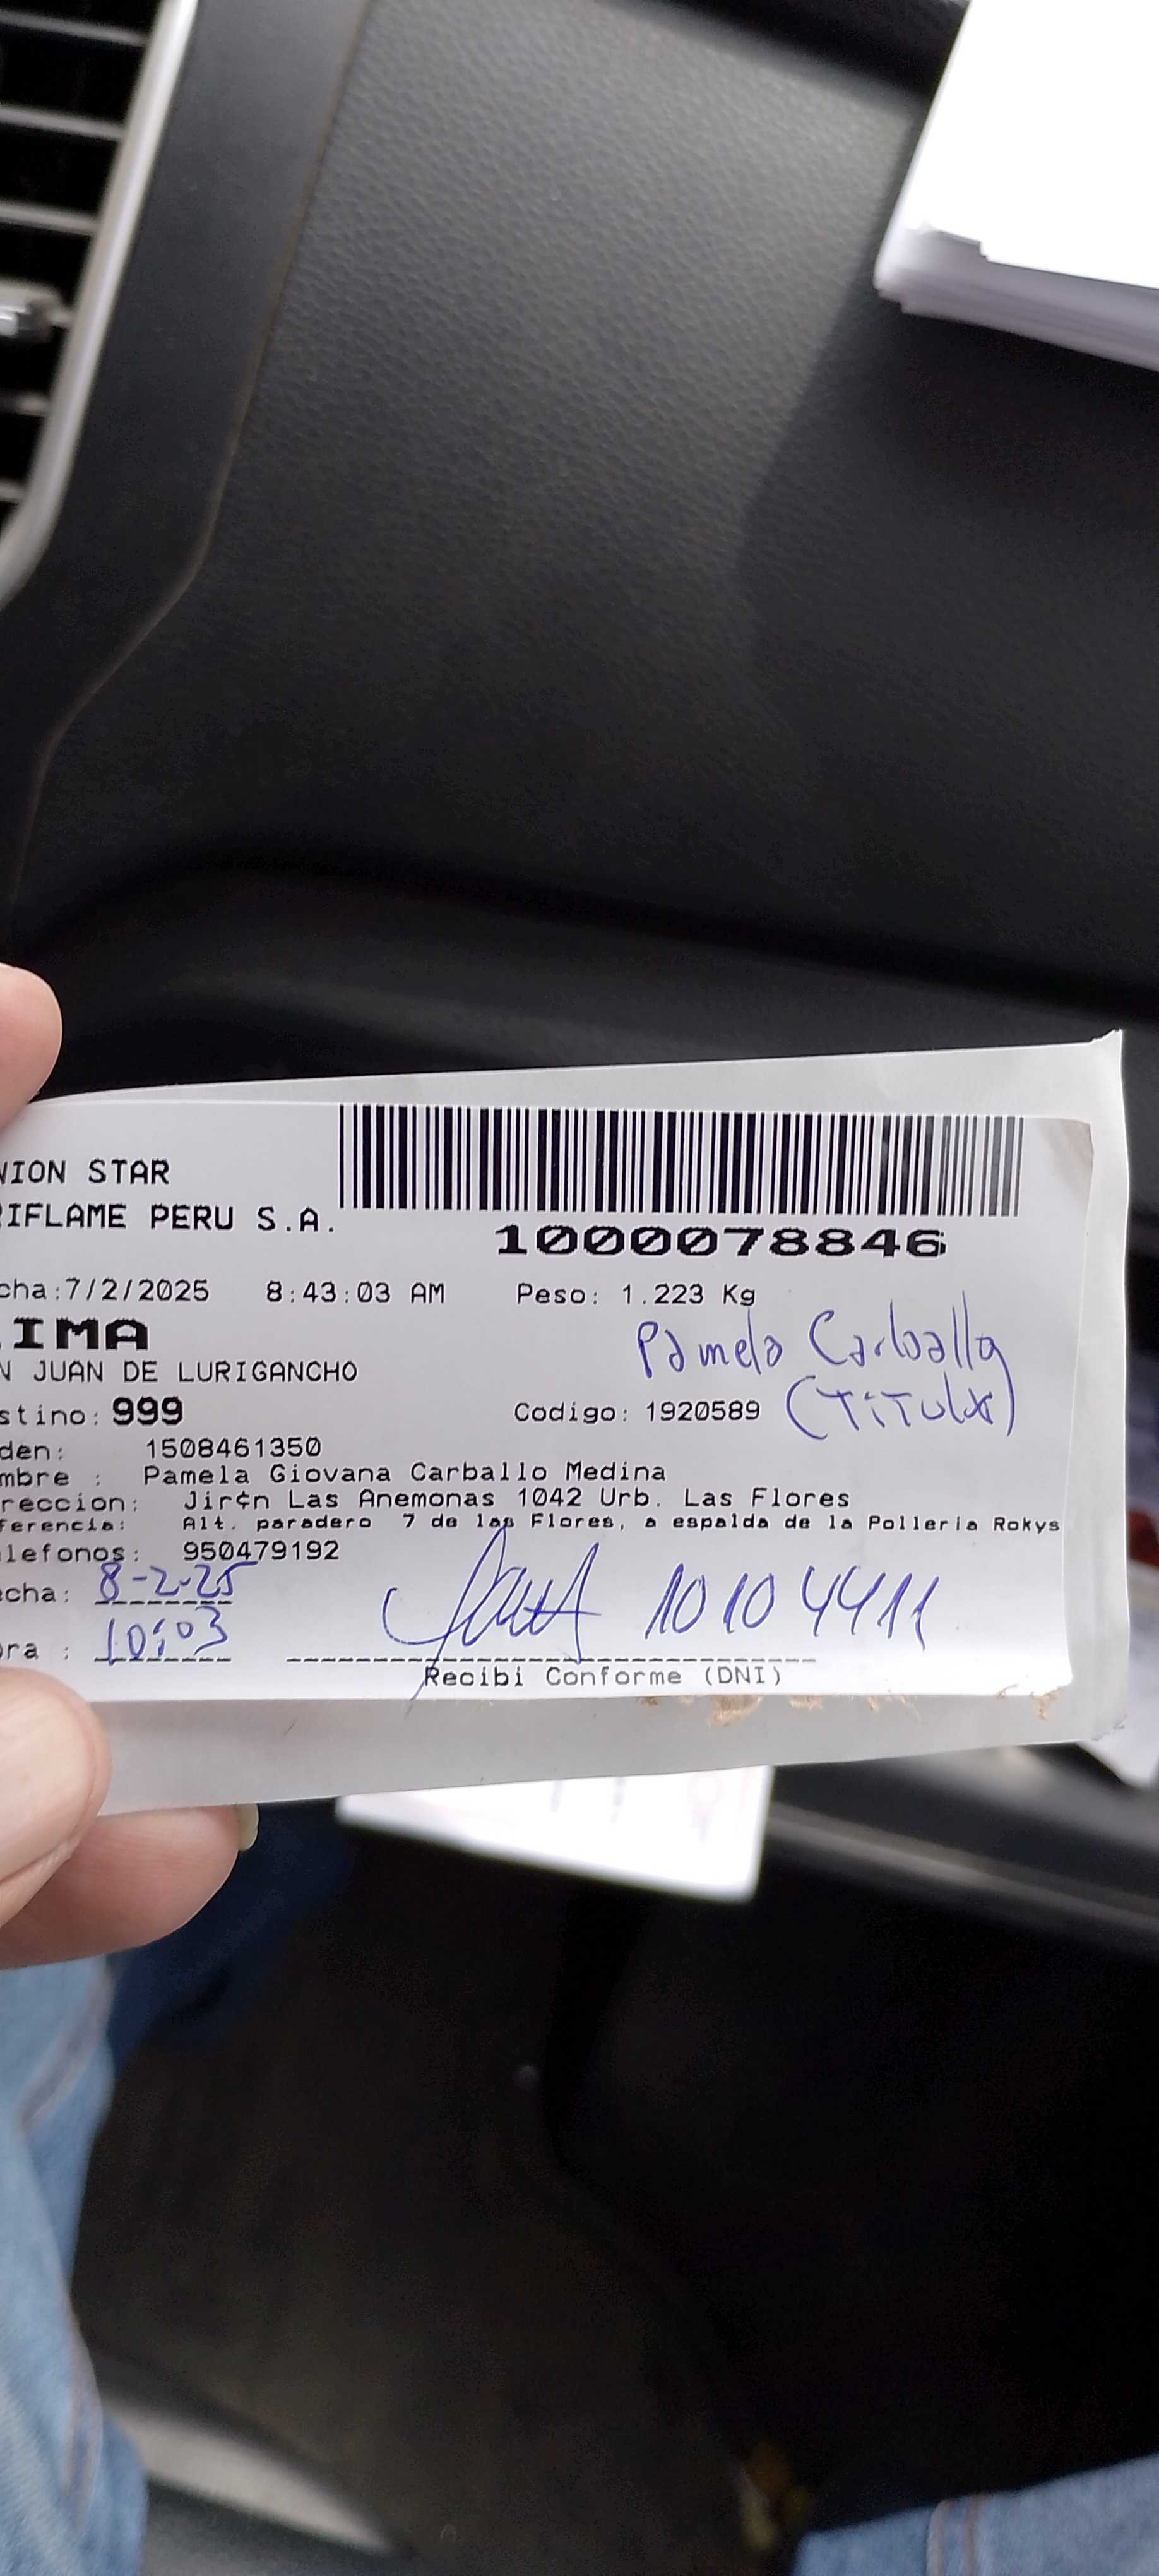 NION STAR
RIFLAME PERU S.A.
1000078846
cha:7/2/2025 8:43:03 AM Peso: 1.223 Kg
IMA
Pamela Carballo
N JUAN DE LURIGANCHO
stino: 999 Codigo: 1920589 (TiTular)
den: 1508461350
mbre : Pamela Giovana Carballo Medina
reccion: Jir¢n Las Anemonas 1042 Urb. Las Flores
ferencia: Alt. paradero 7 de las Flores, a espalda de la Polleria Rokys
lefonos: 950479192
cha: 8-2-25
10104411
ra : 10:03
Recibi Conforme (DNI)